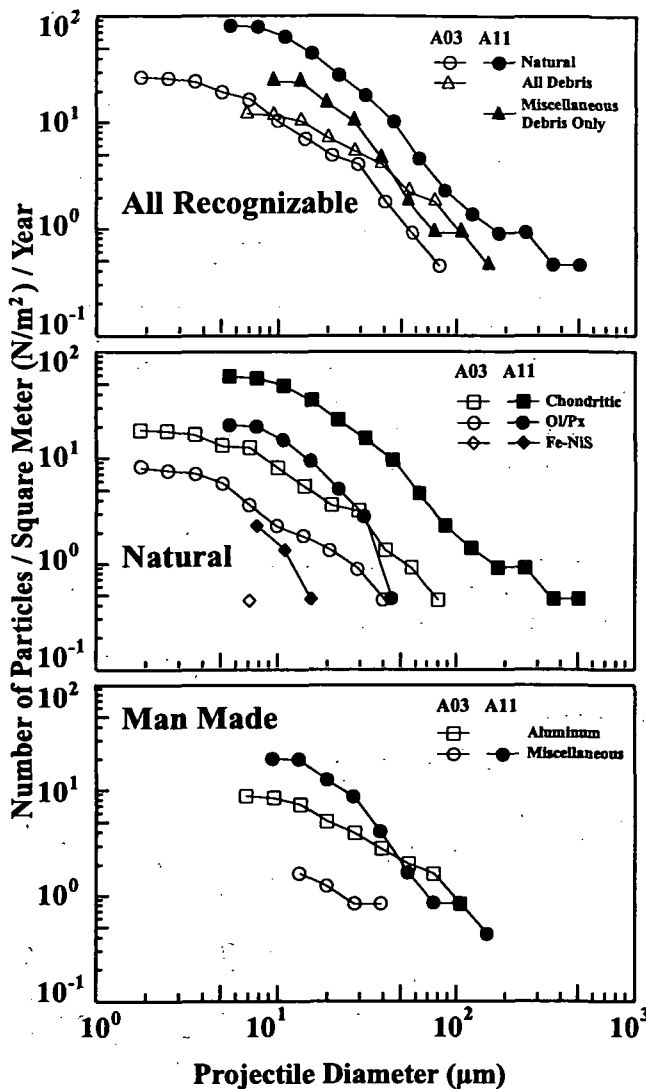 Number of Particles / Square Meter (N/m²) / Year
10²
10¹
10⁰
10⁻¹
A03 A11
Natural
All Debris
Miscellaneous
Debris Only
All Recognizable
10²
10¹
10⁰
10⁻¹
A03 A11
Chondritic
Ol/Px
Fe-NiS
Natural
10²
10¹
10⁰
10⁻¹
Man Made
A03 A11
Aluminum
Miscellaneous
10⁰ 10¹ 10² 10³
Projectile Diameter (μm)